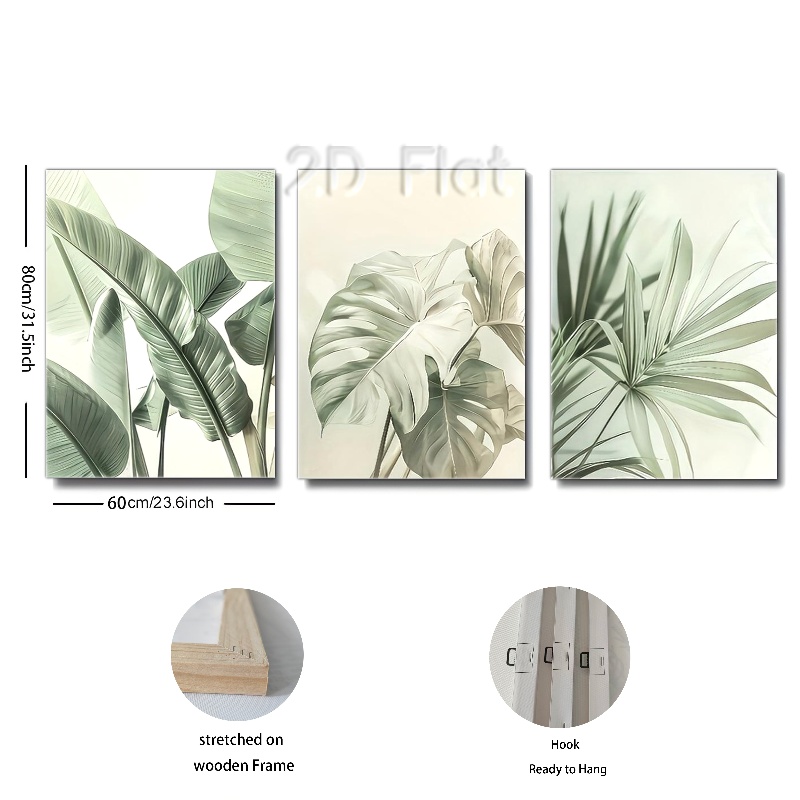 2D Flat
80cm/31.5inch
60cm/23.6inch
stretched on
wooden Frame
Hook
Ready to Hang